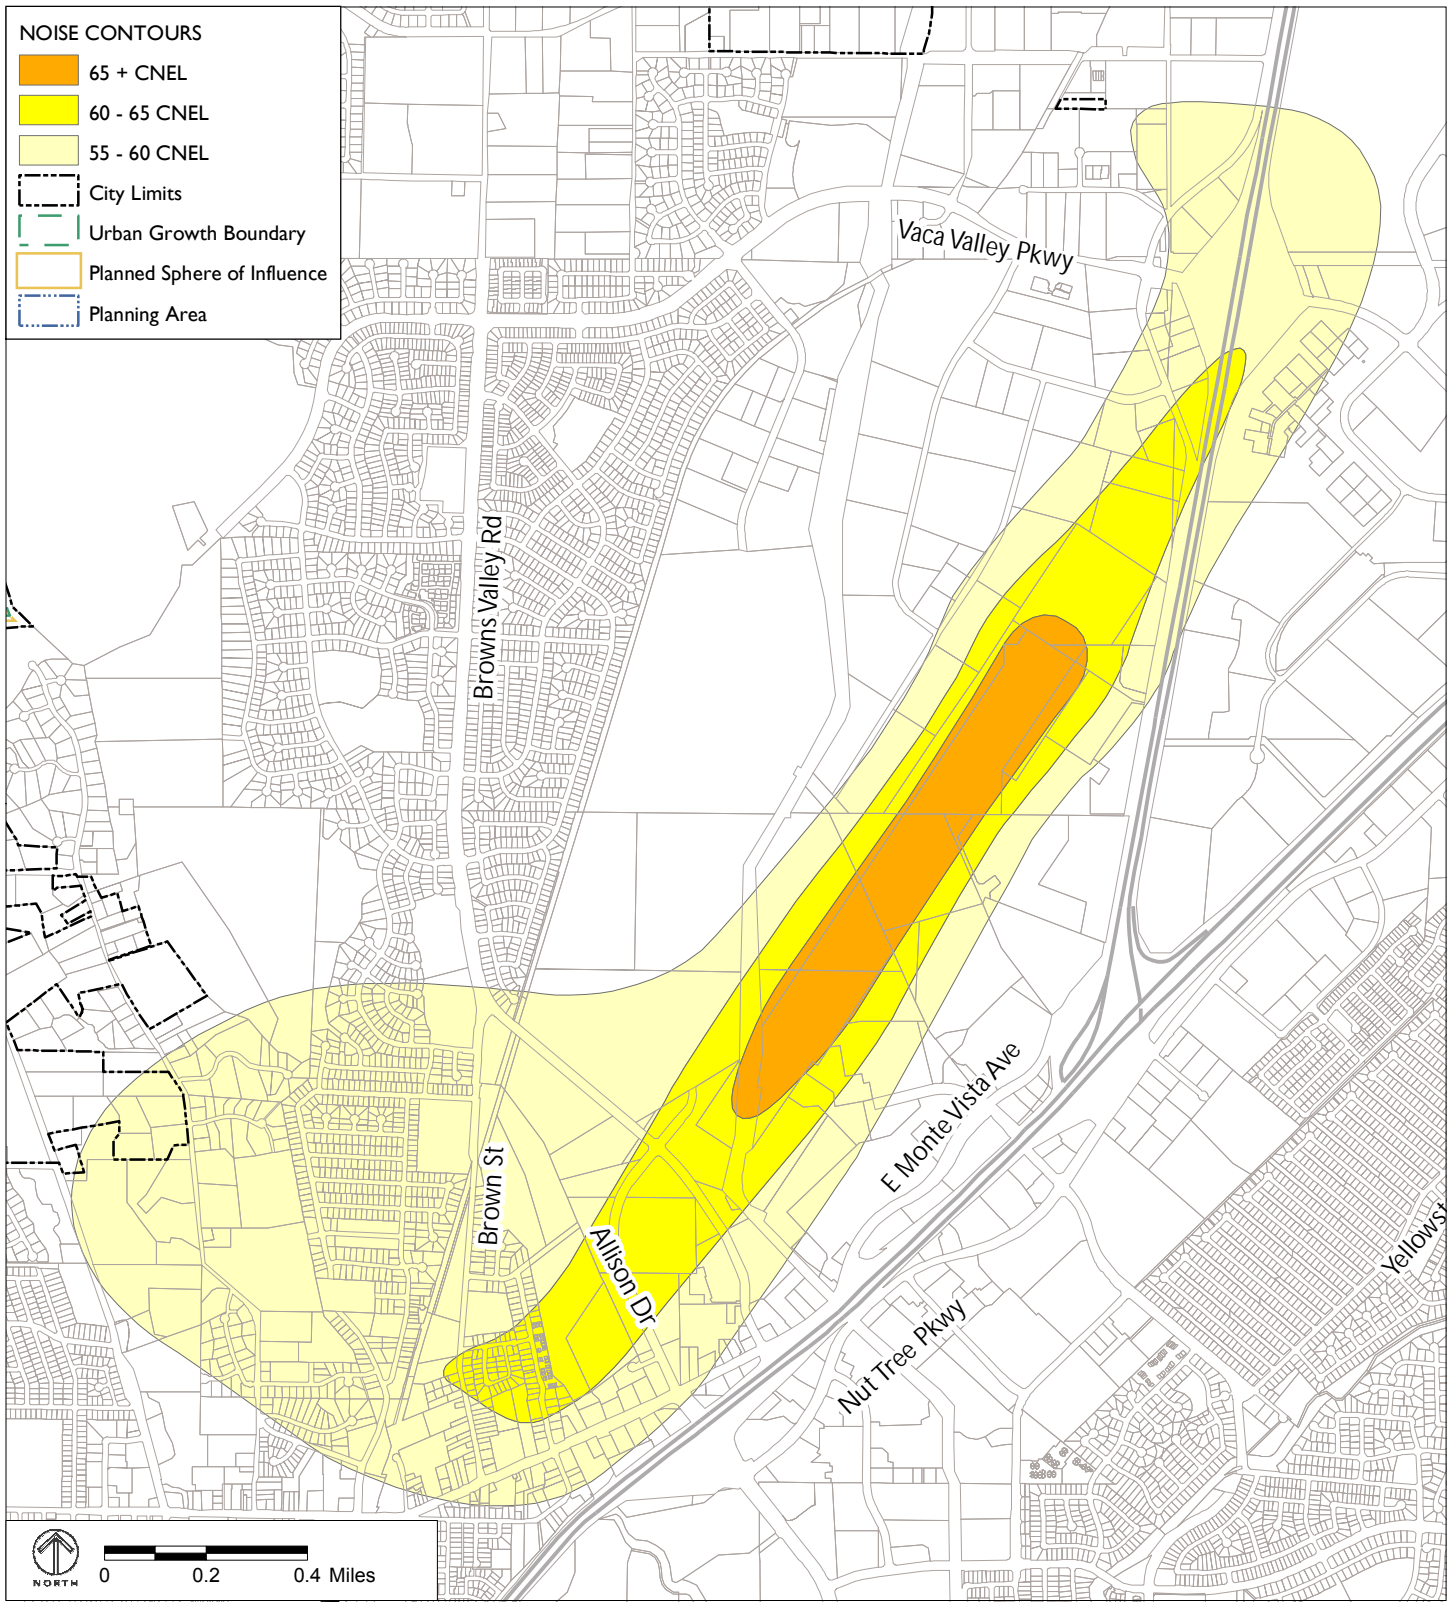 NOISE CONTOURS
65 + CNEL
60 - 65 CNEL
55 - 60 CNEL
City Limits
Urban Growth Boundary
Planned Sphere of Influence
Planning Area
Vaca Valley Pkwy
Browns Valley Rd
E Monte Vista Ave
Brown St
Allison Dr
Nut Tree Pkwy
Yellowst
NORTH
0 0.2 0.4 Miles